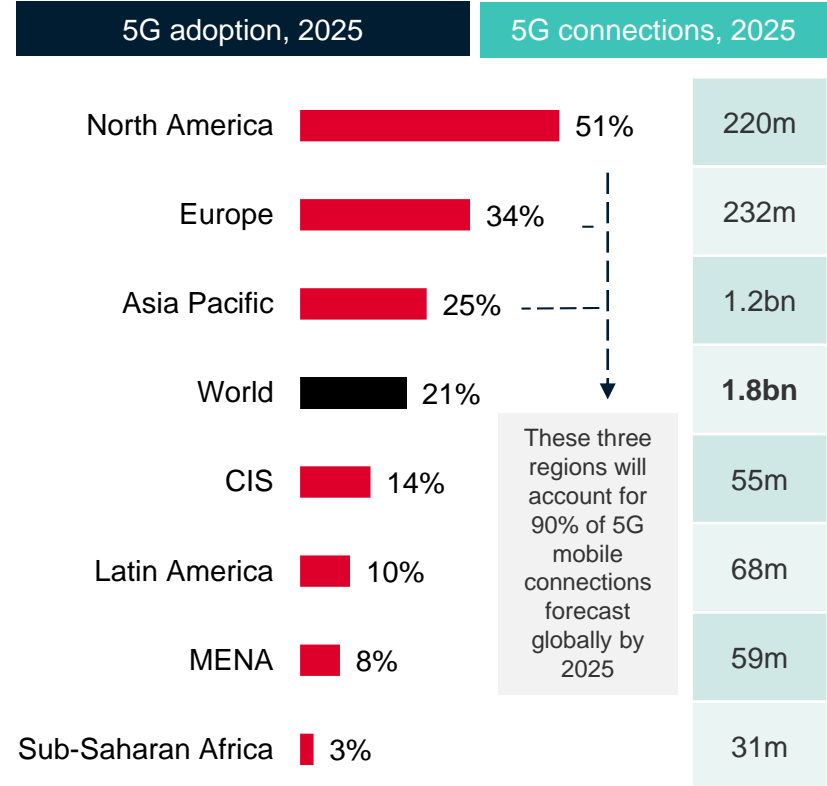 5G adoption, 2025
5G connections, 2025
North America 51% 220m
Europe 34% 232m
Asia Pacific 25% 1.2bn
World 21% 1.8bn
CIS 14% 55m
Latin America 10% 68m
MENA 8% 59m
Sub-Saharan Africa 3% 31m
These three
regions will
account for
90% of 5G
mobile
connections
forecast
globally by
2025